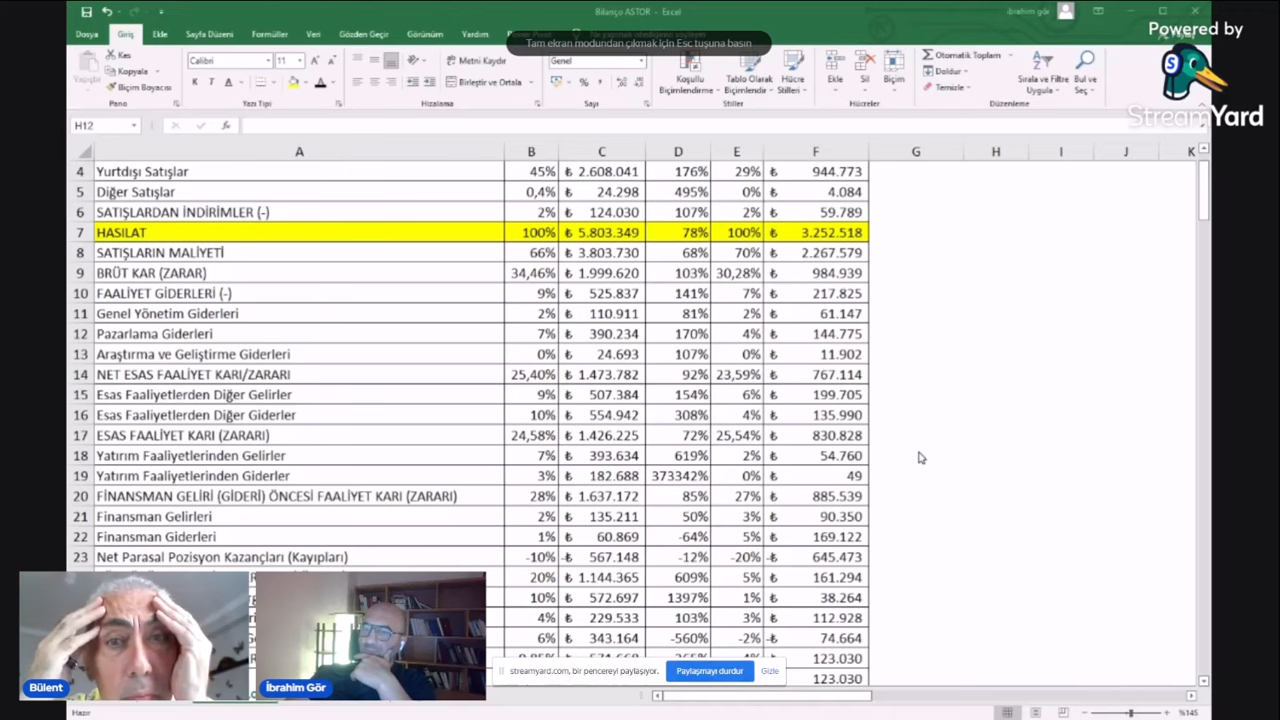 Bilanço ASTOR - Excel
ibrahim gör
Dosya Giriş Ekle Sayfa Düzeni Formüller Veri Gözden Geçir Görünüm Yardım
Tam ekran modundan çıkmak için Esc tuşuna basın
Powered by
StreamYard
Kes
Kopyala
Biçim Boyacısı
Yapıştır
Calibri 11
Metni Kaydır
Birleştir ve Ortala
Genel
Koşullu Biçimlendirme
Tablo Olarak Biçimlendir
Hücre Stilleri
Ekle Sil Biçim
Otomatik Toplam
Doldur
Temizle
Sırala ve Filtre Uygula
Bul ve Seç
Pano Yazı Tipi Hizalama Sayı Stiller Hücreler Düzenleme
H12 fx
A B C D E F G H I J K
4 Yurtdışı Satışlar 45% ₺ 2.608.041 176% 29% ₺ 944.773
5 Diğer Satışlar 0,4% ₺ 24.298 495% 0% ₺ 4.084
6 SATIŞLARDAN İNDİRİMLER (-) 2% ₺ 124.030 107% 2% ₺ 59.789
7 HASILAT 100% ₺ 5.803.349 78% 100% ₺ 3.252.518
8 SATIŞLARIN MALİYETİ 66% ₺ 3.803.730 68% 70% ₺ 2.267.579
9 BRÜT KAR (ZARAR) 34,46% ₺ 1.999.620 103% 30,28% ₺ 984.939
10 FAALİYET GİDERLERİ (-) 9% ₺ 525.837 141% 7% ₺ 217.825
11 Genel Yönetim Giderleri 2% ₺ 110.911 81% 2% ₺ 61.147
12 Pazarlama Giderleri 7% ₺ 390.234 170% 4% ₺ 144.775
13 Araştırma ve Geliştirme Giderleri 0% ₺ 24.693 107% 0% ₺ 11.902
14 NET ESAS FAALİYET KARI/ZARARI 25,40% ₺ 1.473.782 92% 23,59% ₺ 767.114
15 Esas Faaliyetlerden Diğer Gelirler 9% ₺ 507.384 154% 6% ₺ 199.705
16 Esas Faaliyetlerden Diğer Giderler 10% ₺ 554.942 308% 4% ₺ 135.990
17 ESAS FAALİYET KARI (ZARARI) 24,58% ₺ 1.426.225 72% 25,54% ₺ 830.828
18 Yatırım Faaliyetlerinden Gelirler 7% ₺ 393.634 619% 2% ₺ 54.760
19 Yatırım Faaliyetlerinden Giderler 3% ₺ 182.688 373342% 0% ₺ 49
20 FİNANSMAN GELİRİ (GİDERİ) ÖNCESİ FAALİYET KARI (ZARARI) 28% ₺ 1.637.172 85% 27% ₺ 885.539
21 Finansman Gelirleri 2% ₺ 135.211 50% 3% ₺ 90.350
22 Finansman Giderleri 1% ₺ 60.869 -64% 5% ₺ 169.122
23 Net Parasal Pozisyon Kazançları (Kayıpları) -10% -₺ 567.148 -12% -20% -₺ 645.473
20% ₺ 1.144.365 609% 5% ₺ 161.294
10% ₺ 572.697 1397% 1% ₺ 38.264
4% ₺ 229.533 103% 3% ₺ 112.928
6% ₺ 343.164 -560% -2% -₺ 74.664
123.030
123.030
streamyard.com, bir pencereyi paylaşıyor. Paylaşmayı durdur Gizle
Bülent
İbrahim Gör
Hazır
%145